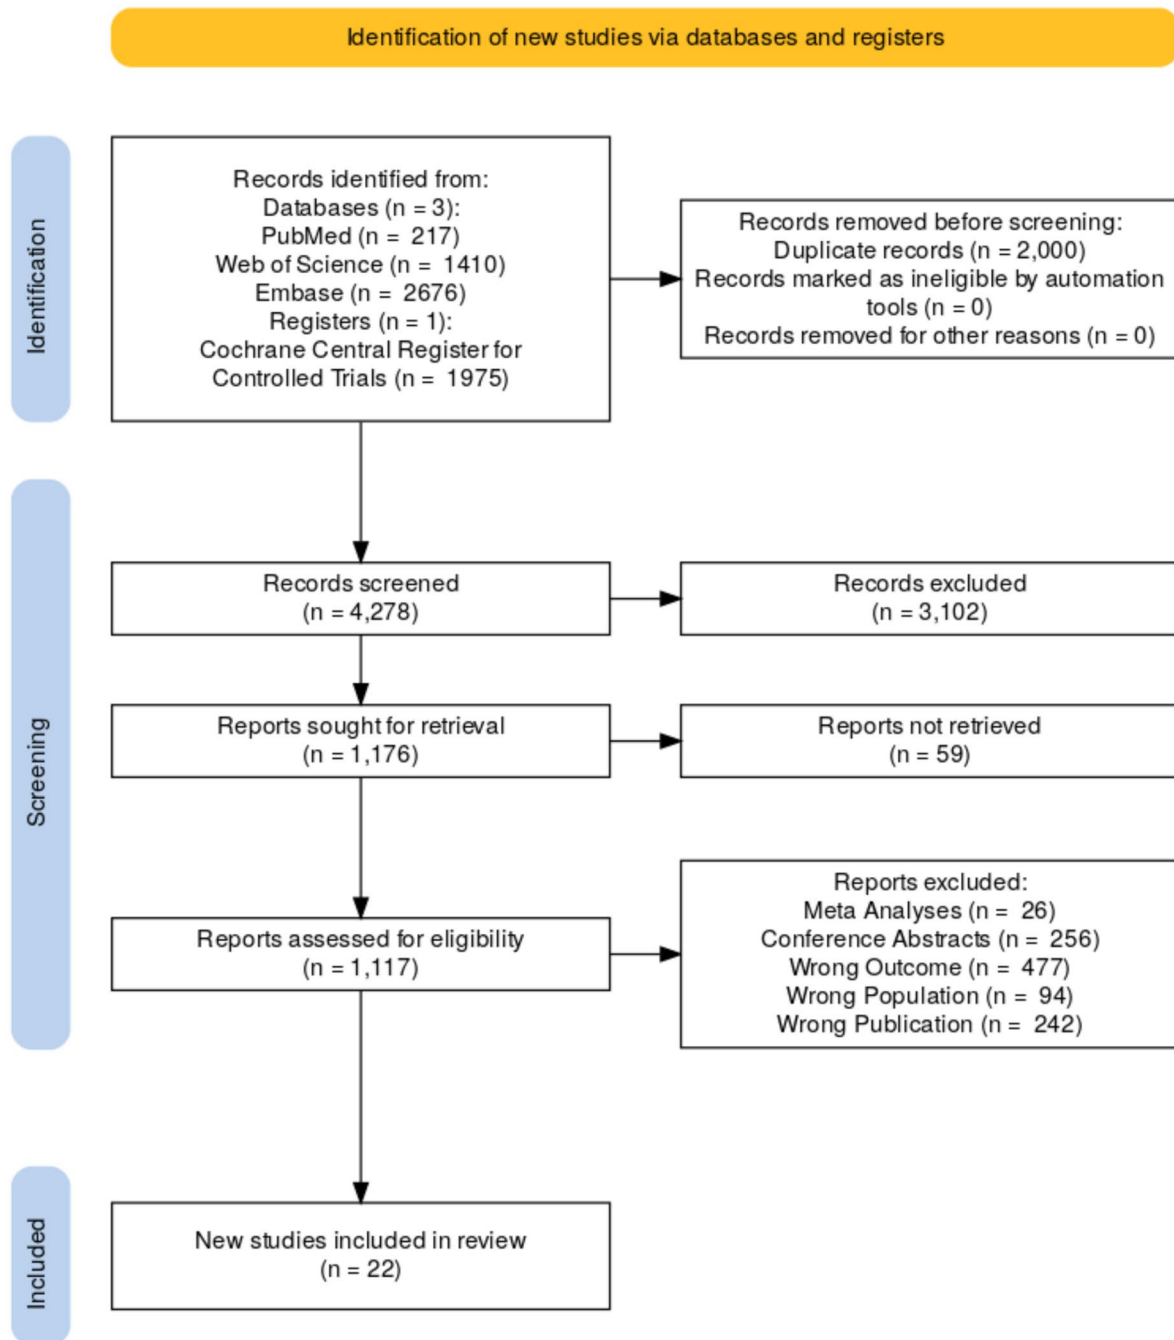 Identification of new studies via databases and registers
Identification
Records identified from:
Databases (n = 3):
PubMed (n = 217)
Web of Science (n = 1410)
Embase (n = 2676)
Registers (n = 1):
Cochrane Central Register for
Controlled Trials (n = 1975)
Records removed before screening:
Duplicate records (n = 2,000)
Records marked as ineligible by automation
tools (n = 0)
Records removed for other reasons (n = 0)
Screening
Records screened
(n = 4,278)
Records excluded
(n = 3,102)
Reports sought for retrieval
(n = 1,176)
Reports not retrieved
(n = 59)
Reports assessed for eligibility
(n = 1,117)
Reports excluded:
Meta Analyses (n = 26)
Conference Abstracts (n = 256)
Wrong Outcome (n = 477)
Wrong Population (n = 94)
Wrong Publication (n = 242)
Included
New studies included in review
(n = 22)